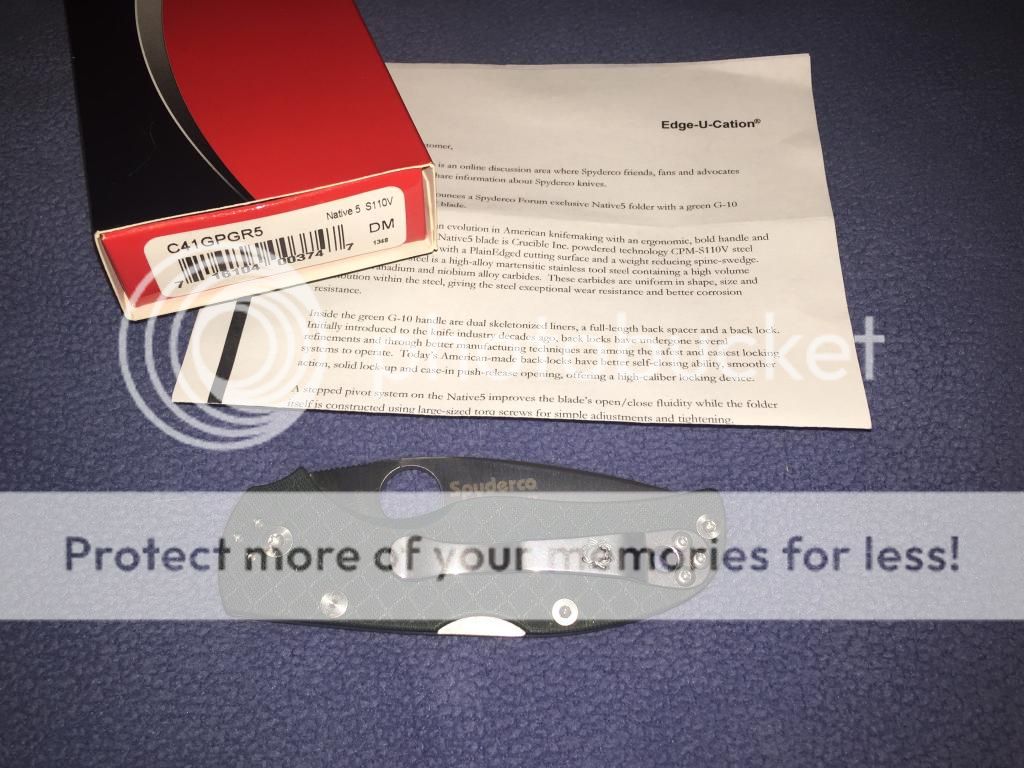 Edge-U-Cation®
tomer,
is an online discussion area where Spyderco friends, fans and advocates
hare information about Spyderco knives.
ounces a Spyderco Forum exclusive Native5 folder with a green G-10
blade.
Native 5 S110V
C41GPGR5
DM
1348
7 16104 00374 7
n evolution in American knifemaking with an ergonomic, bold handle and
Native5 blade is Crucible Inc. powdered technology CPM-S110V steel
with a PlainEdged cutting surface and a weight reducing spine-swedge.
steel is a high-alloy martensitic stainless tool steel containing a high volume
anadium and niobium alloy carbides. These carbides are uniform in shape, size and
bution within the steel, giving the steel exceptional wear resistance and better corrosion
resistance.
Inside the green G-10 handle are dual skeletonized liners, a full-length back spacer and a back lock.
Initially introduced to the knife industry decades ago, back locks have undergone several
refinements and through better manufacturing techniques are among the safest and easiest locking
systems to operate. Today's American-made back-locks have better self-closing ability, smoother
action, solid lock-up and ease-in push-release opening, offering a high-caliber locking device.
A stepped pivot system on the Native5 improves the blade's open/close fluidity while the folder
itself is constructed using large-sized torq screws for simple adjustments and tightening.
photobucket
Spyderco
Protect more of your memories for less!